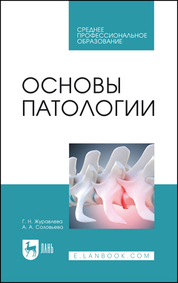 СРЕДНЕЕ
ПРОФЕССИОНАЛЬНОЕ
ОБРАЗОВАНИЕ
ОСНОВЫ
ПАТОЛОГИИ
Г. Н. Журавлева
А. А. Соловьева
ЛАНЬ
E.LANBOOK.COM